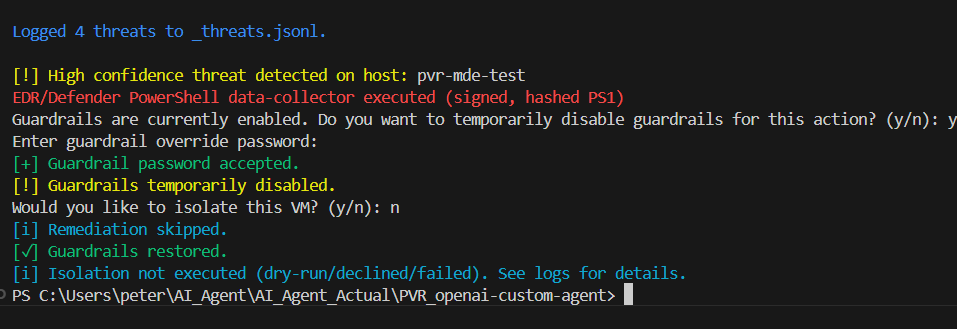 Logged 4 threats to _threats.jsonl.
[!] High confidence threat detected on host: pvr-mde-test
EDR/Defender PowerShell data-collector executed (signed, hashed PS1)
Guardrails are currently enabled. Do you want to temporarily disable guardrails for this action? (y/n): y
Enter guardrail override password:
[+] Guardrail password accepted.
[!] Guardrails temporarily disabled.
Would you like to isolate this VM? (y/n): n
[i] Remediation skipped.
[√] Guardrails restored.
[i] Isolation not executed (dry-run/declined/failed). See logs for details.
PS C:\Users\peter\AI_Agent\AI_Agent_Actual\PVR_openai-custom-agent>